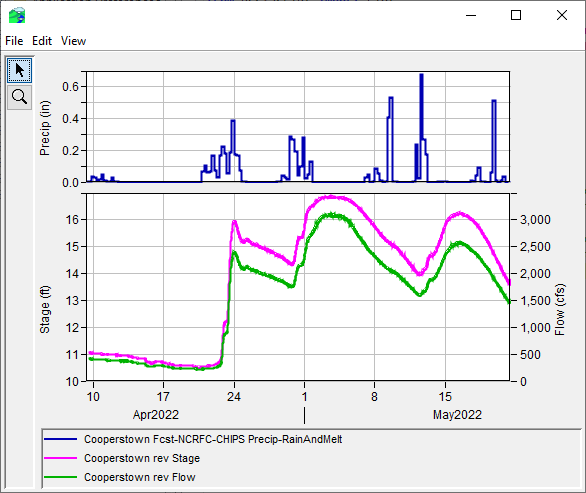 File Edit View
Precip (in)
0.6
0.4
0.2
0.0
Stage (ft)
16
15
14
13
12
11
10
3,000
2,500
2,000
1,500
1,000
500
0
Flow (cfs)
10 17 24 1 8 15
Apr2022 May2022
Cooperstown Fcst-NCRFC-CHIPS Precip-RainAndMelt
Cooperstown rev Stage
Cooperstown rev Flow